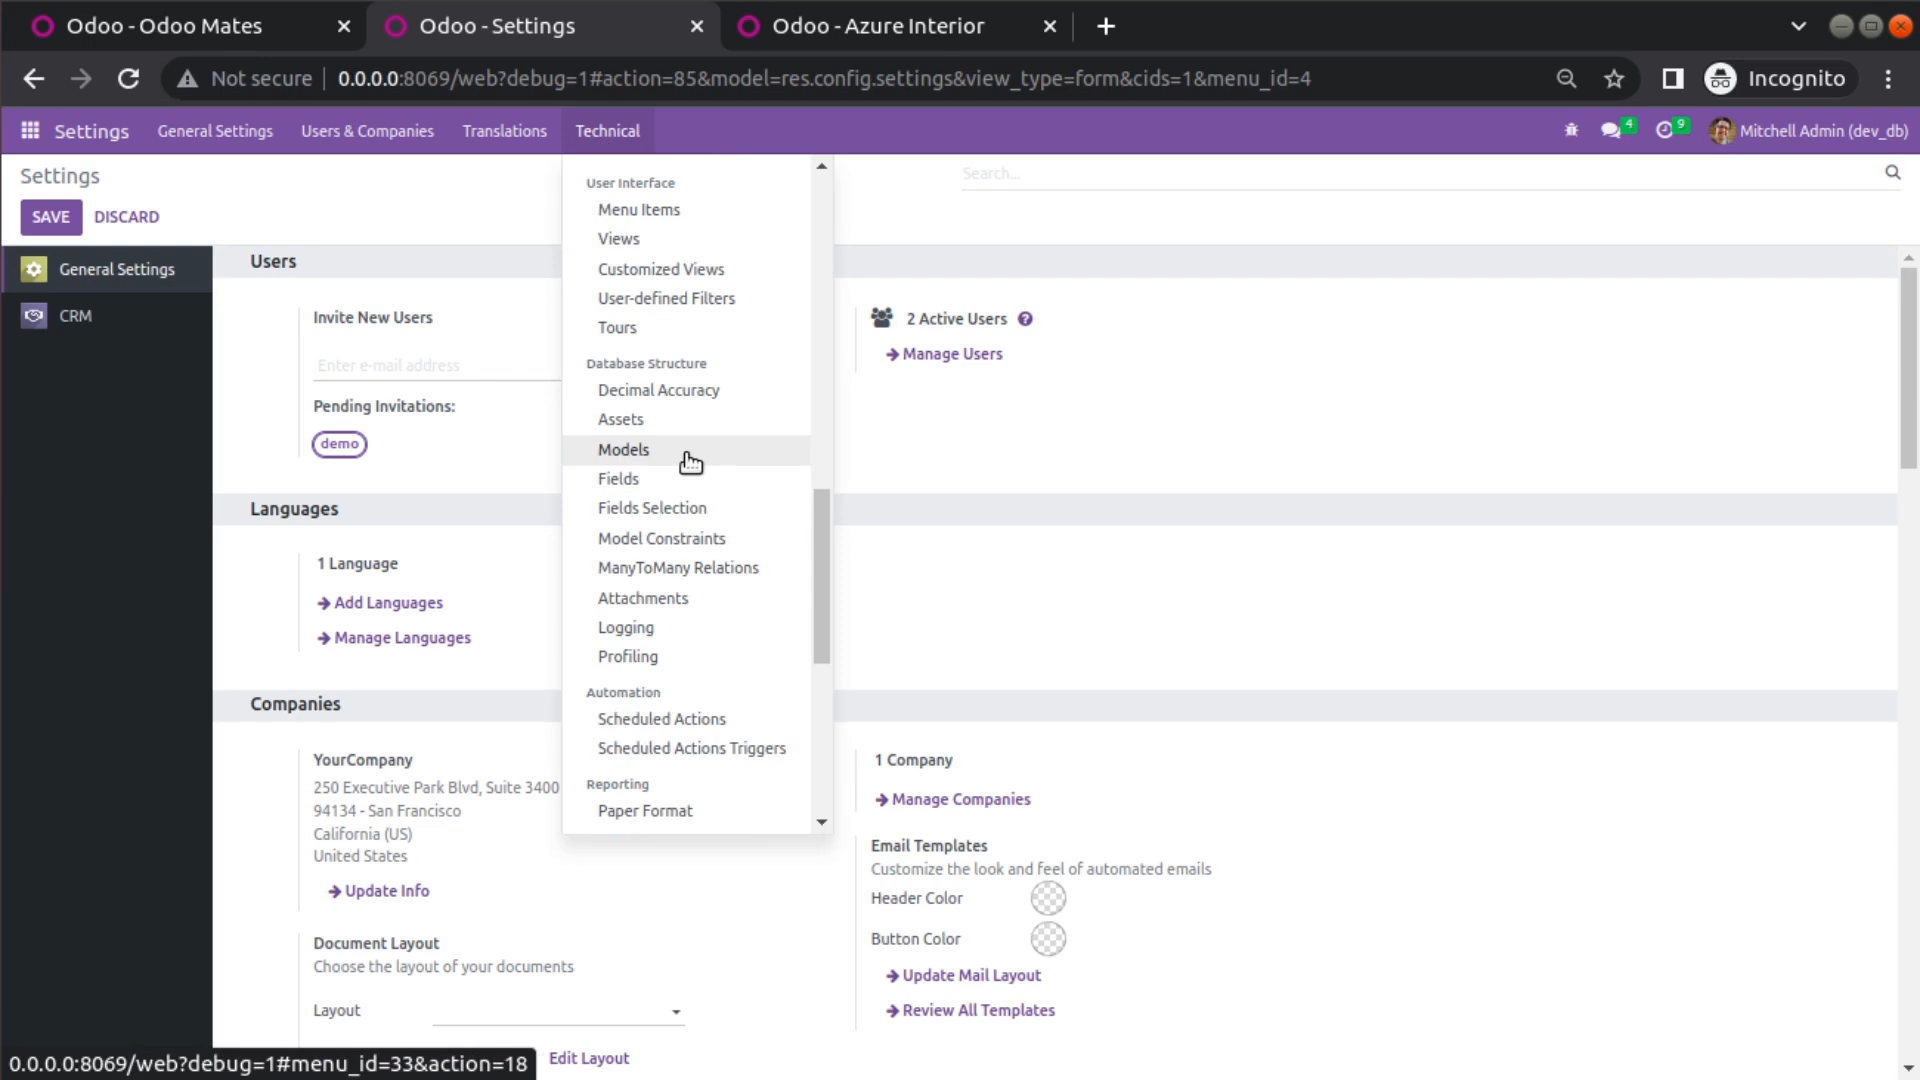 Odoo - Odoo Mates
Odoo - Settings
Odoo - Azure Interior
Not secure
0.0.0.0:8069/web?debug=1#action=85&model=res.config.settings&view_type=form&cids=1&menu_id=4
Incognito
Settings
General Settings
Users & Companies
Translations
Technical
4
9
Mitchell Admin (dev_db)
Settings
Search...
SAVE
DISCARD
General Settings
CRM
User Interface
Menu Items
Views
Customized Views
User-defined Filters
Tours
Database Structure
Decimal Accuracy
Assets
Models
Fields
Fields Selection
Model Constraints
ManyToMany Relations
Attachments
Logging
Profiling
Automation
Scheduled Actions
Scheduled Actions Triggers
Reporting
Paper Format
Users
Invite New Users
Enter e-mail address
Pending Invitations:
demo
2 Active Users
Manage Users
Languages
1 Language
Add Languages
Manage Languages
Companies
YourCompany
250 Executive Park Blvd, Suite 3400
94134 - San Francisco
California (US)
United States
Update Info
1 Company
Manage Companies
Email Templates
Customize the look and feel of automated emails
Header Color
Button Color
Update Mail Layout
Review All Templates
Document Layout
Choose the layout of your documents
Layout
Edit Layout
0.0.0.0:8069/web?debug=1#menu_id=33&action=18